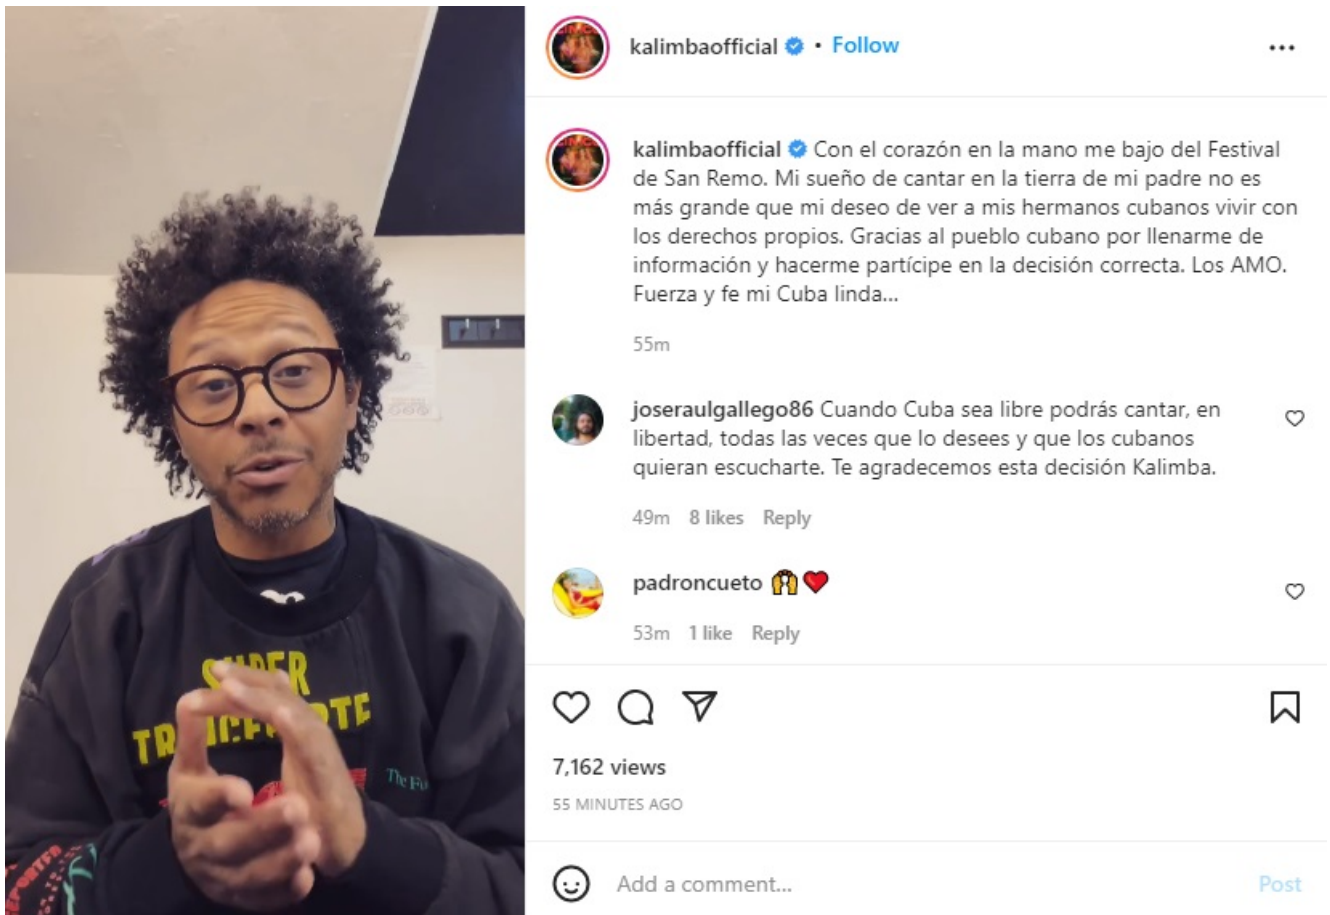 kalimbaofficial • Follow
kalimbaofficial Con el corazón en la mano me bajo del Festival
de San Remo. Mi sueño de cantar en la tierra de mi padre no es
más grande que mi deseo de ver a mis hermanos cubanos vivir con
los derechos propios. Gracias al pueblo cubano por llenarme de
información y hacerme partícipe en la decisión correcta. Los AMO.
Fuerza y fe mi Cuba linda...
55m
joseraulgallego86 Cuando Cuba sea libre podrás cantar, en
libertad, todas las veces que lo desees y que los cubanos
quieran escucharte. Te agradecemos esta decisión Kalimba.
49m 8 likes Reply
padroncueto 🙌❤️
53m 1 like Reply
7,162 views
55 MINUTES AGO
Add a comment...
Post
SUPER
The Fu